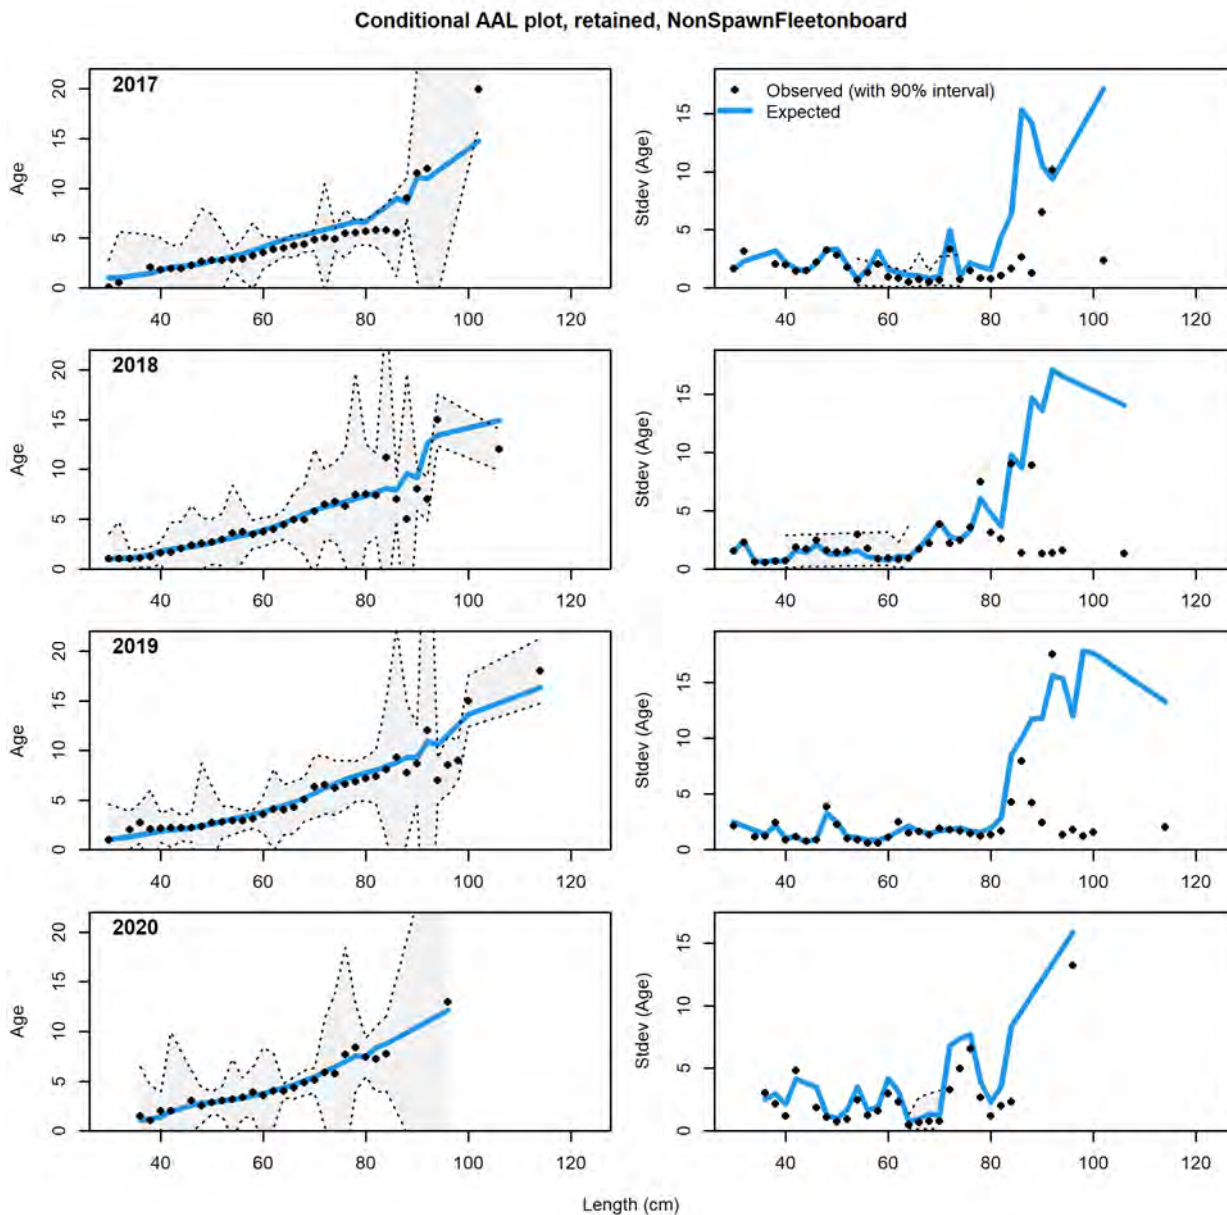 Conditional AAL plot, retained, NonSpawnFleetonboard
2017
Age
0 5 10 15 20
40 60 80 100 120
Observed (with 90% interval)
Expected
Stdev (Age)
0 5 10 15
40 60 80 100 120
2018
Age
0 5 10 15 20
40 60 80 100 120
Stdev (Age)
0 5 10 15
40 60 80 100 120
2019
Age
0 5 10 15 20
40 60 80 100 120
Stdev (Age)
0 5 10 15
40 60 80 100 120
2020
Age
0 5 10 15 20
40 60 80 100 120
Stdev (Age)
0 5 10 15
40 60 80 100 120
Length (cm)